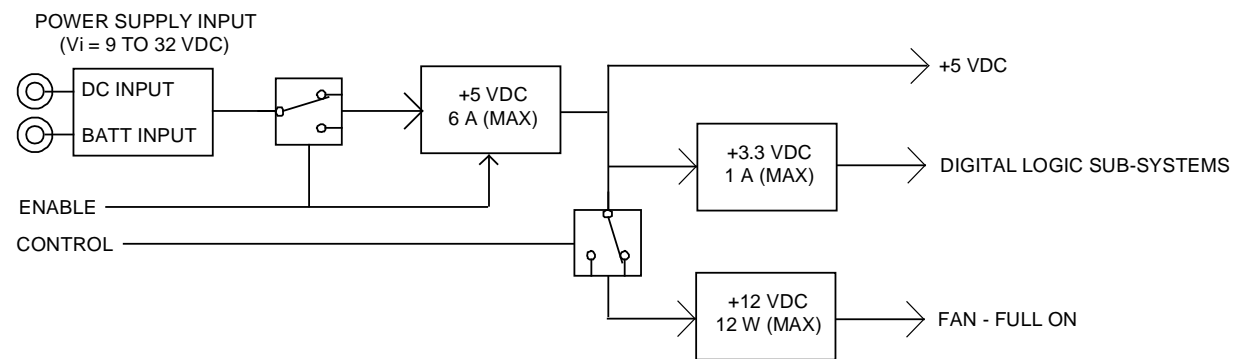 POWER SUPPLY INPUT
(Vi = 9 TO 32 VDC)
DC INPUT
BATT INPUT
+5 VDC
6 A (MAX)
+5 VDC
+3.3 VDC
1 A (MAX)
DIGITAL LOGIC SUB-SYSTEMS
ENABLE
CONTROL
+12 VDC
12 W (MAX)
FAN - FULL ON